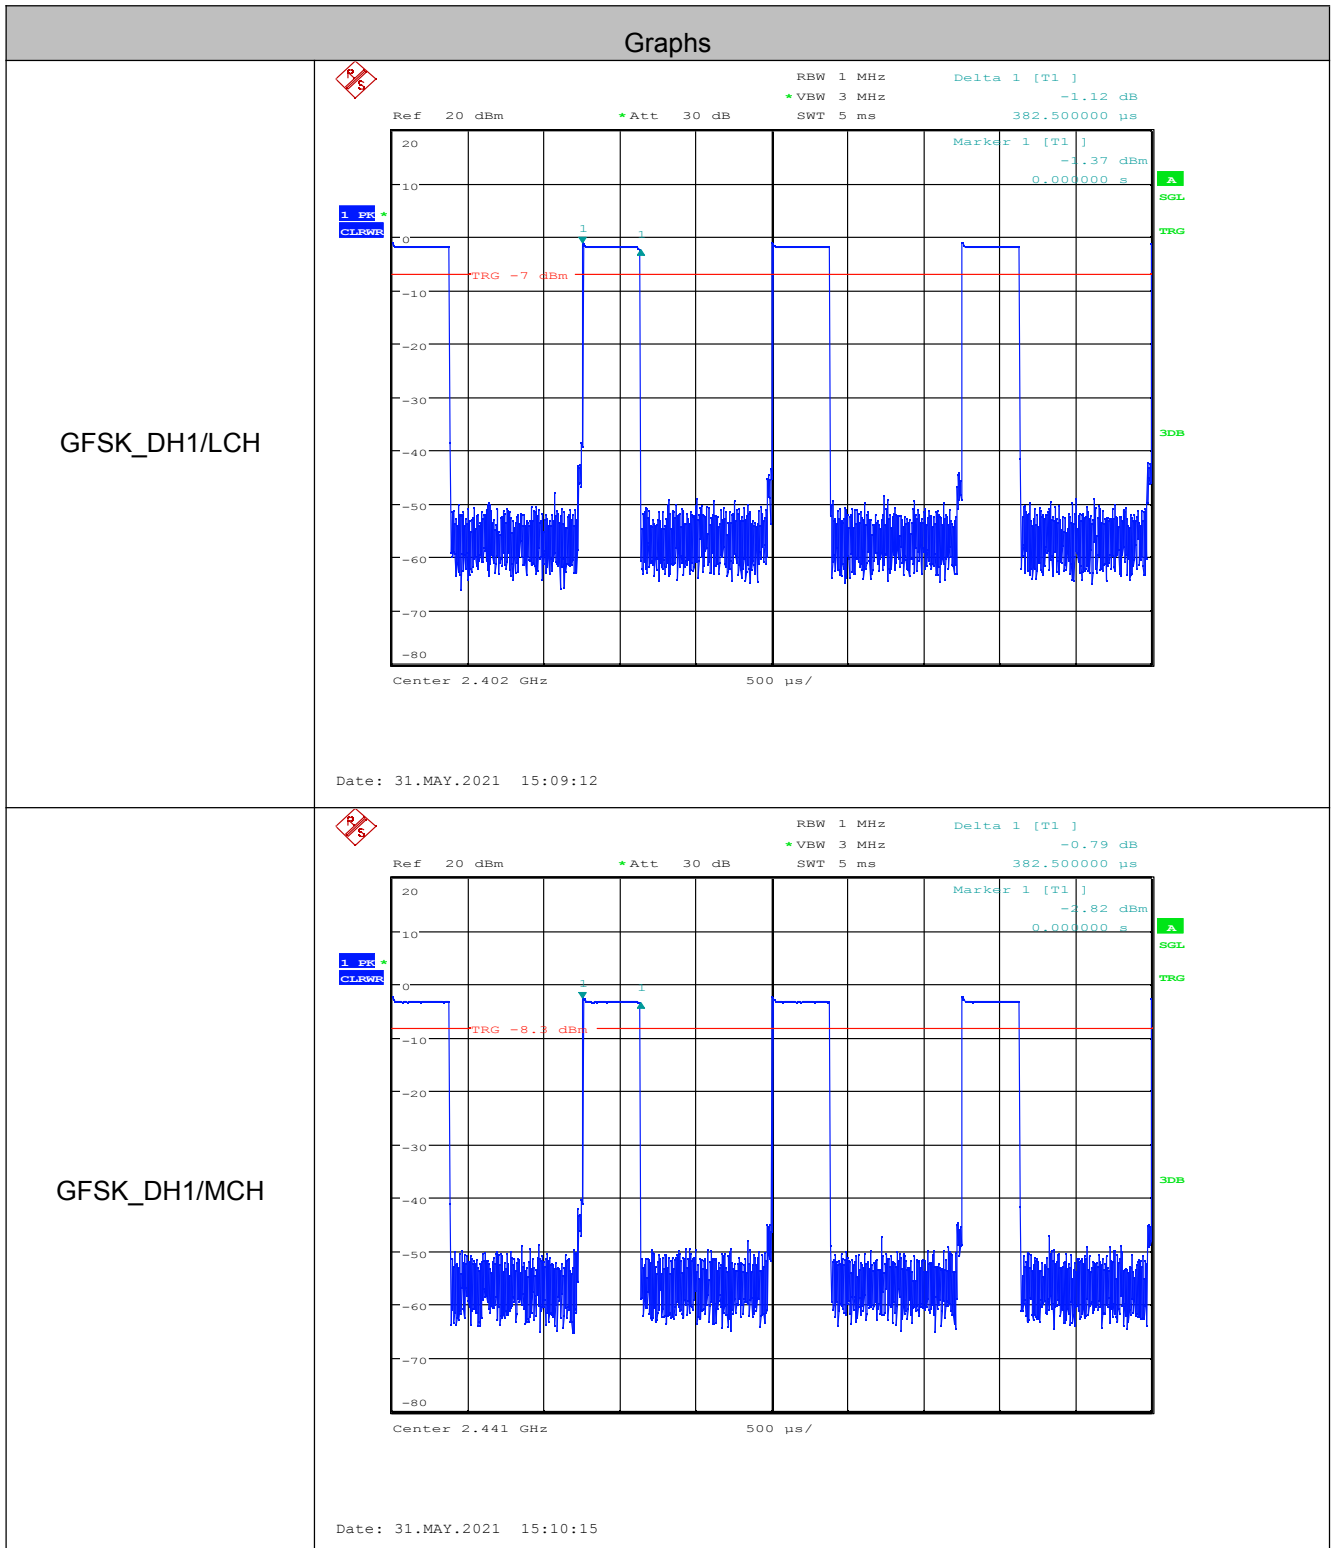 Graphs
GFSK_DH1/LCH
R S
RBW 1 MHz Delta 1 [T1 ]
*VBW 3 MHz -1.12 dB
Ref 20 dBm *Att 30 dB SWT 5 ms 382.500000 µs
20 Marker 1 [T1 ]
-1.37 dBm
10 0.000000 s A
SGL
1 PK *
CLRWR 0 1 1 TRG
TRG -7 dBm
-10
-20
-30
3DB
-40
-50
-60
-70
-80
Center 2.402 GHz 500 µs/
Date: 31.MAY.2021 15:09:12
GFSK_DH1/MCH
R S
RBW 1 MHz Delta 1 [T1 ]
*VBW 3 MHz -0.79 dB
Ref 20 dBm *Att 30 dB SWT 5 ms 382.500000 µs
20 Marker 1 [T1 ]
-2.82 dBm
10 0.000000 s A
SGL
1 PK *
CLRWR 0 1 1 TRG
TRG -8.3 dBm
-10
-20
-30
3DB
-40
-50
-60
-70
-80
Center 2.441 GHz 500 µs/
Date: 31.MAY.2021 15:10:15